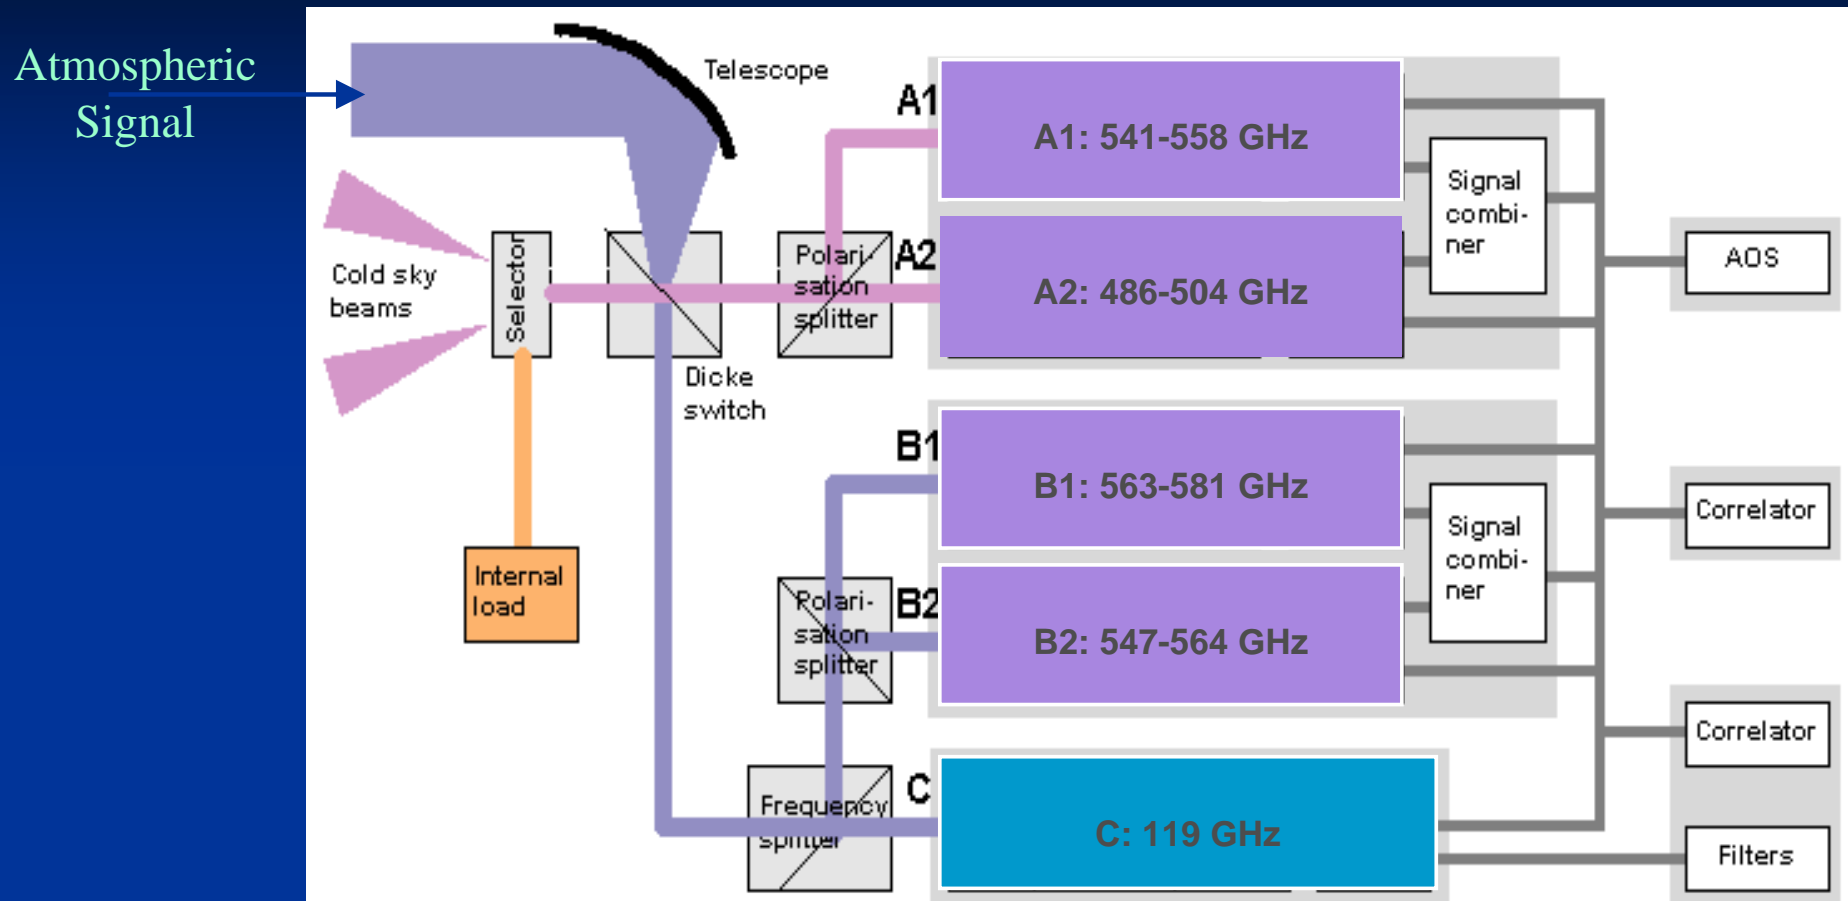 Atmospheric
Signal
Telescope
Cold sky
beams
Selector
Dicke
switch
Internal
load
Polari-
sation
splitter
A1
A1: 541-558 GHz
A2
A2: 486-504 GHz
Signal
combi-
ner
AOS
B1
B1: 563-581 GHz
Polari-
sation
splitter
B2
B2: 547-564 GHz
Signal
combi-
ner
Correlator
Frequency
splitter
C
C: 119 GHz
Correlator
Filters